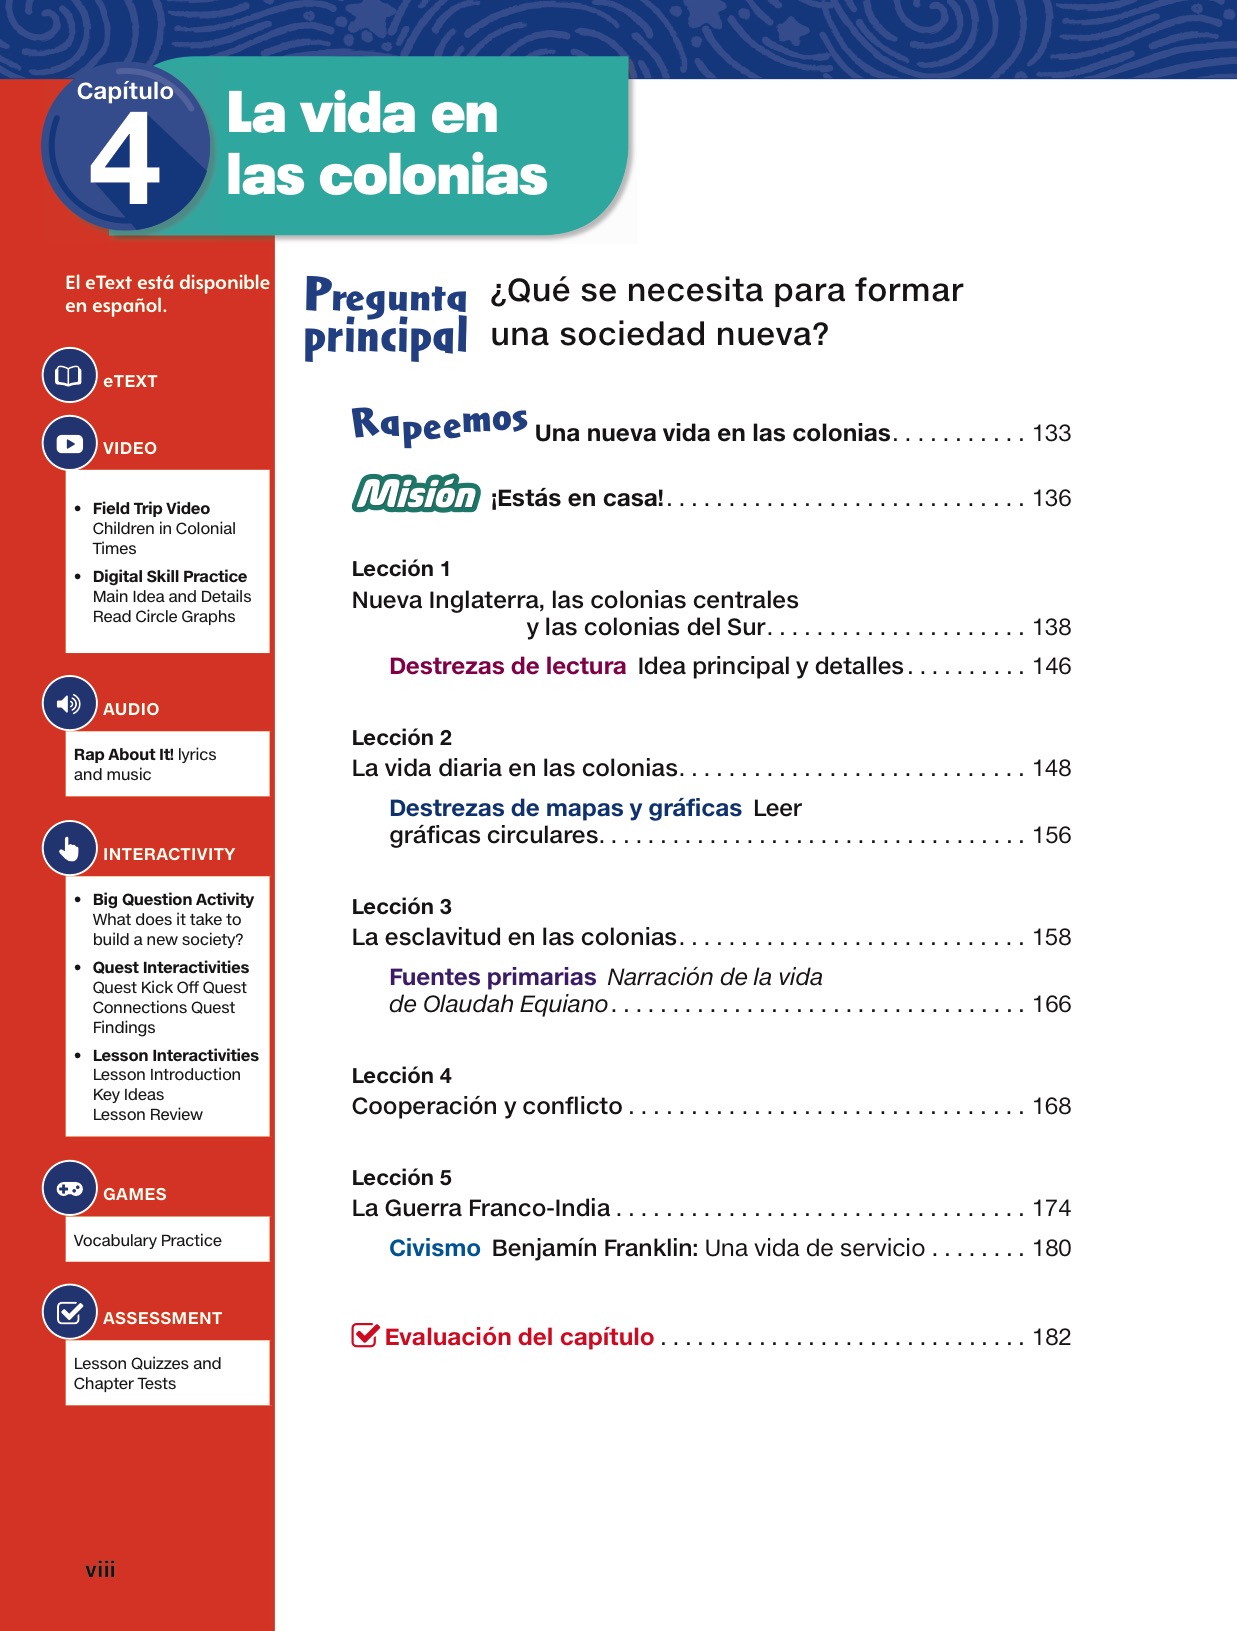 Capítulo
4
La vida en
las colonias
El eText está disponible
en español.
eTEXT
VIDEO
• Field Trip Video
Children in Colonial
Times
• Digital Skill Practice
Main Idea and Details
Read Circle Graphs
AUDIO
Rap About It! lyrics
and music
INTERACTIVITY
• Big Question Activity
What does it take to
build a new society?
• Quest Interactivities
Quest Kick Off Quest
Connections Quest
Findings
• Lesson Interactivities
Lesson Introduction
Key Ideas
Lesson Review
GAMES
Vocabulary Practice
ASSESSMENT
Lesson Quizzes and
Chapter Tests
Pregunta
principal
¿Qué se necesita para formar
una sociedad nueva?
Rapeemos Una nueva vida en las colonias. . . . . . . . . . . 133
Misión ¡Estás en casa!. . . . . . . . . . . . . . . . . . . . . . . . . . . . . 136
Lección 1
Nueva Inglaterra, las colonias centrales
y las colonias del Sur. . . . . . . . . . . . . . . . . . . . . 138
Destrezas de lectura Idea principal y detalles. . . . . . . . . . 146
Lección 2
La vida diaria en las colonias. . . . . . . . . . . . . . . . . . . . . . . . . . . . 148
Destrezas de mapas y gráficas Leer
gráficas circulares. . . . . . . . . . . . . . . . . . . . . . . . . . . . . . . . . . . 156
Lección 3
La esclavitud en las colonias. . . . . . . . . . . . . . . . . . . . . . . . . . . . 158
Fuentes primarias Narración de la vida
de Olaudah Equiano. . . . . . . . . . . . . . . . . . . . . . . . . . . . . . . . . . 166
Lección 4
Cooperación y conflicto . . . . . . . . . . . . . . . . . . . . . . . . . . . . . . . . 168
Lección 5
La Guerra Franco-India . . . . . . . . . . . . . . . . . . . . . . . . . . . . . . . . . 174
Civismo Benjamín Franklin: Una vida de servicio . . . . . . . . 180
Evaluación del capítulo . . . . . . . . . . . . . . . . . . . . . . . . . . . . . . 182
viii